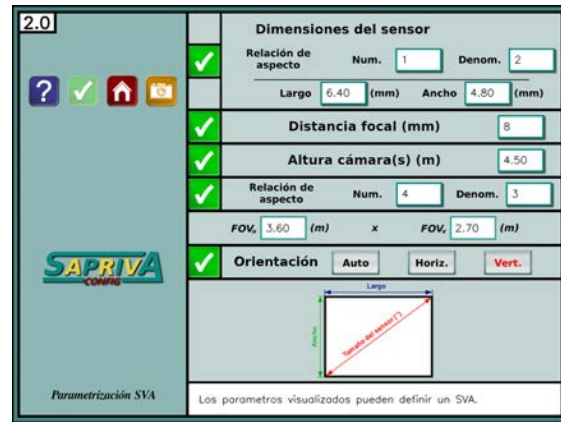 2.0
Dimensiones del sensor
Relación de
aspecto
Num. 1 Denom. 2
Largo 6.40 (mm) Ancho 4.80 (mm)
Distancia focal (mm) 8
Altura cámara(s) (m) 4.50
Relación de
aspecto
Num. 4 Denom. 3
FOVₓ 3.60 (m) x FOVᵧ 2.70 (m)
Orientación Auto Horiz. Vert.
SAPRIVA
CONFIG
Largo
Ancho
Tamaño del sensor(")
Parametrización SVA
Los parametros visualizados pueden definir un SVA.